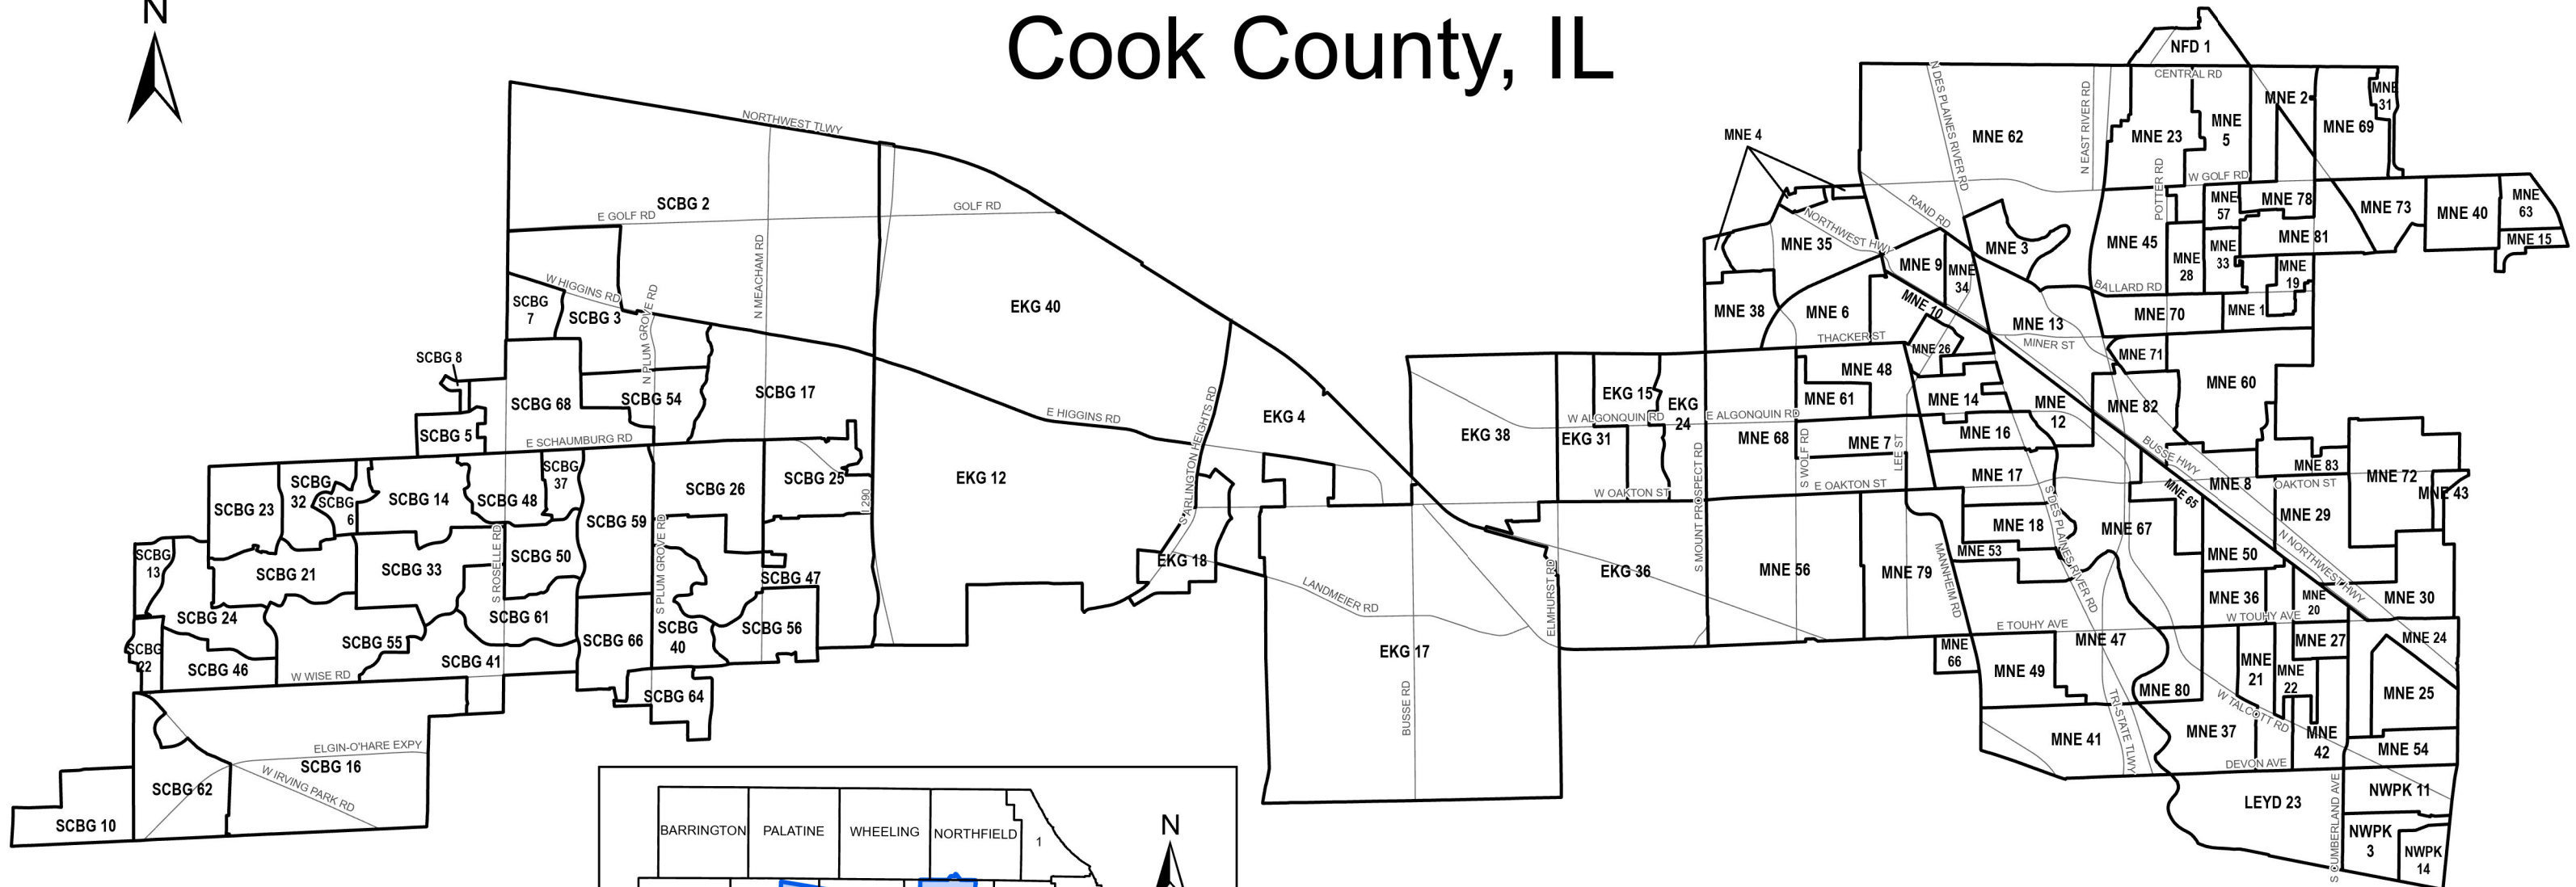 N
Cook County, IL
NFD 1
CENTRAL RD
NORTHWEST TLWY
N DES PLAINES RIVER RD
N EAST RIVER RD
MNE 62
MNE 23
MNE
5
MNE 2
MNE 69
MNE
31
MNE 4
POTTER RD
W GOLF RD
SCBG 2
E GOLF RD
GOLF RD
RAND RD
NORTHWEST HWY
MNE 35
MNE 3
MNE 45
MNE
57
MNE 78
MNE 73
MNE 40
MNE
63
MNE 15
MNE 81
MNE
33
MNE
28
MNE
19
MNE 9
MNE
34
BALLARD RD
N MEACHAM RD
W HIGGINS RD
N PLUM GROVE RD
SCBG
7
SCBG 3
EKG 40
MNE 38
MNE 6
MNE 10
MNE 13
MNE 70
MNE 1
THACKER ST
MINER ST
MNE 26
MNE 71
SCBG 8
SCBG 68
SCBG 54
SCBG 17
MNE 48
MNE 60
SCBG 5
E SCHAUMBURG RD
E HIGGINS RD
S ARLINGTON HEIGHTS RD
EKG 4
EKG 38
EKG 15
EKG
24
W ALGONQUIN RD
E ALGONQUIN RD
EKG 31
MNE 61
MNE 14
MNE
12
MNE 82
MNE 68
S WOLF RD
MNE 7
LEE ST
MNE 16
BUSSE HWY
SCBG 23
SCBG
32
SCBG
6
SCBG 14
SCBG 48
SCBG
37
SCBG 59
SCBG 26
SCBG 25
I 290
EKG 12
W OAKTON ST
S MOUNT PROSPECT RD
E OAKTON ST
MNE 17
MNE 83
MNE 72
MNE 43
MNE 8
OAKTON ST
MNE 65
MNE 29
S DES PLAINES RIVER RD
MNE 18
MNE 67
SCBG
13
SCBG 21
SCBG 33
S ROSELLE RD
SCBG 50
S PLUM GROVE RD
SCBG 47
EKG 18
LANDMEIER RD
ELMHURST RD
EKG 36
MNE 56
MNE 79
MANNHEIM RD
MNE 53
MNE 50
N NORTHWEST HWY
MNE 36
MNE
20
MNE 30
SCBG 24
SCBG 55
SCBG 61
SCBG 66
SCBG
40
SCBG 56
E TOUHY AVE
W TOUHY AVE
MNE 47
MNE 27
MNE 24
SCBG
22
SCBG 46
W WISE RD
SCBG 41
SCBG 64
EKG 17
BUSSE RD
MNE
66
MNE 49
MNE 80
MNE
21
MNE
22
MNE 25
W TALCOTT RD
TRI-STATE TLWY
MNE 41
MNE 37
MNE
42
MNE 54
DEVON AVE
ELGIN-O'HARE EXPY
SCBG 16
W IRVING PARK RD
SCBG 62
SCBG 10
LEYD 23
S CUMBERLAND AVE
NWPK 11
NWPK
3
NWPK
14
BARRINGTON
PALATINE
WHEELING
NORTHFIELD
1
N